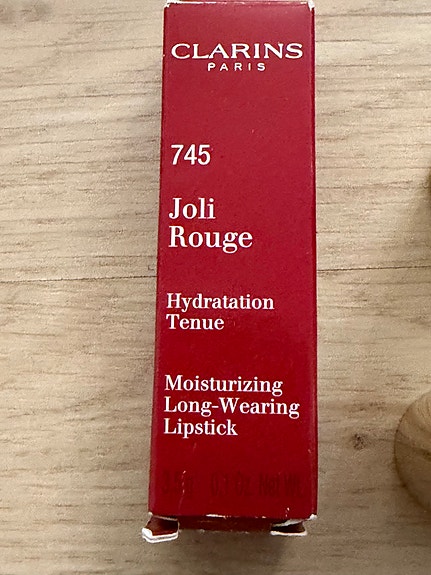 CLARINS
PARIS
745
Joli
Rouge
Hydratation
Tenue
Moisturizing
Long-Wearing
Lipstick